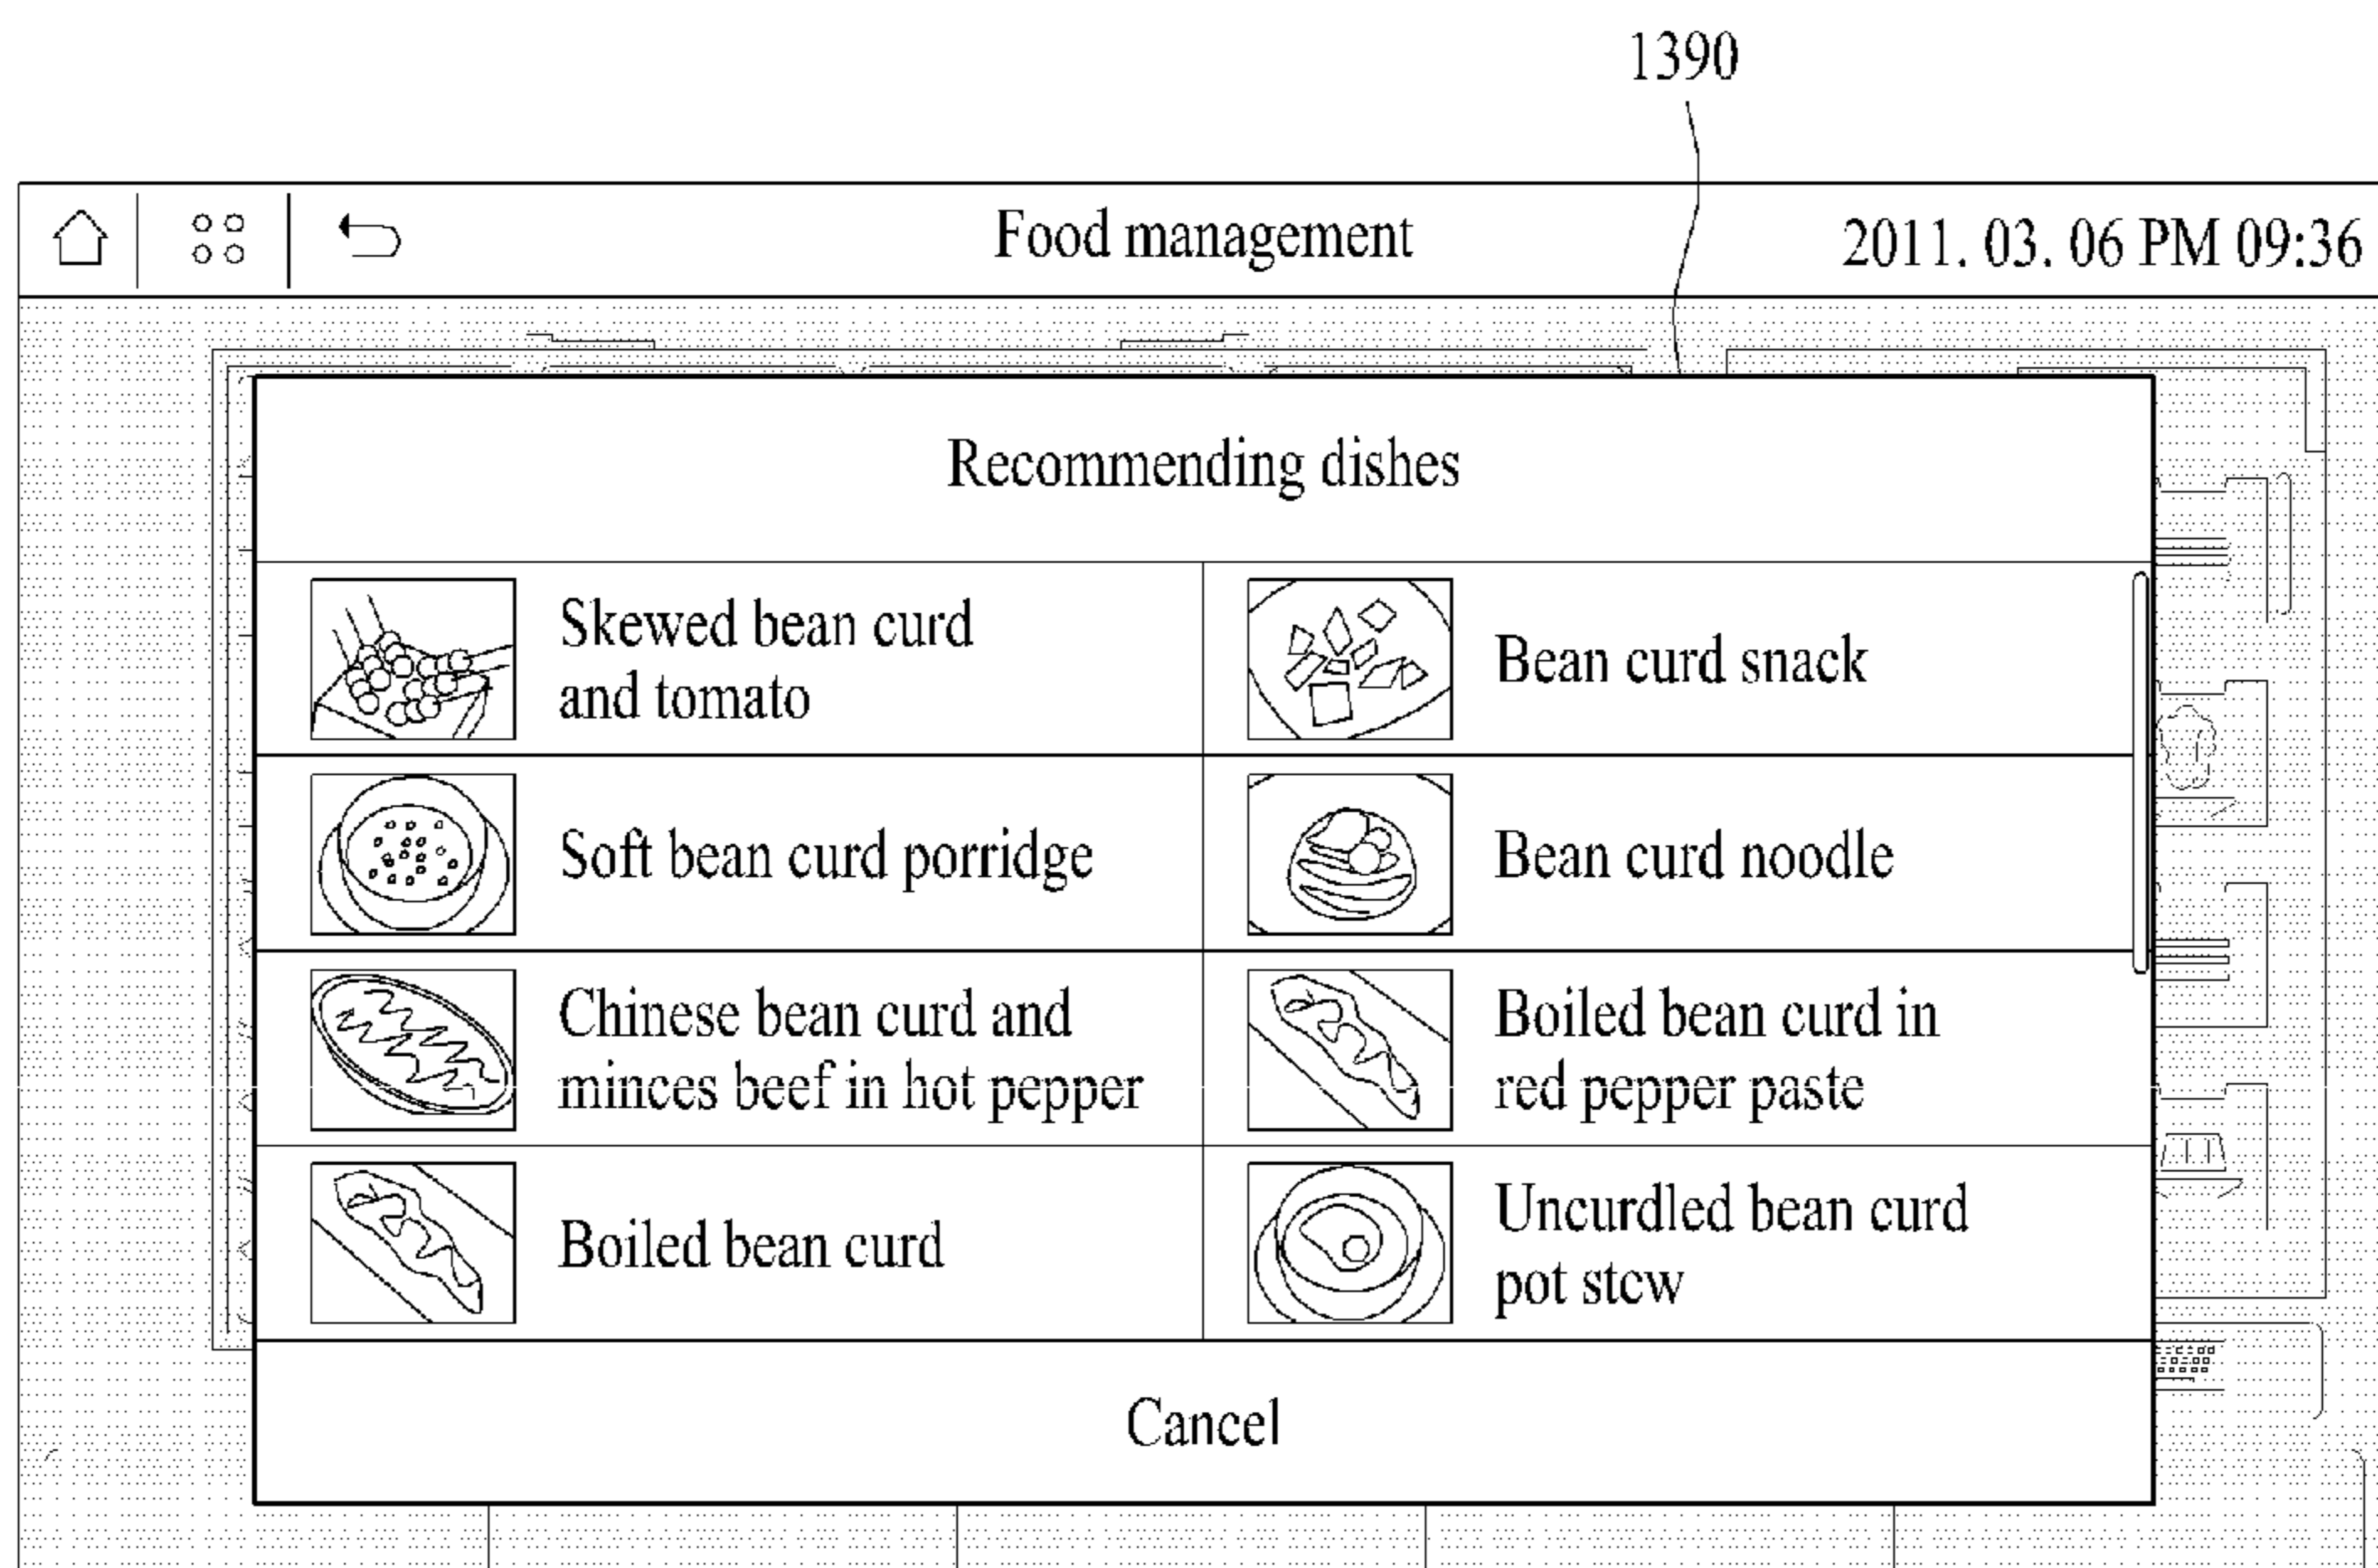 1390
Food management
2011. 03. 06 PM 09:36
Recommending dishes
Skewed bean curd
and tomato
Bean curd snack
Soft bean curd porridge
Bean curd noodle
Chinese bean curd and
minces beef in hot pepper
Boiled bean curd in
red pepper paste
Boiled bean curd
Uncurdled bean curd
pot stew
Cancel